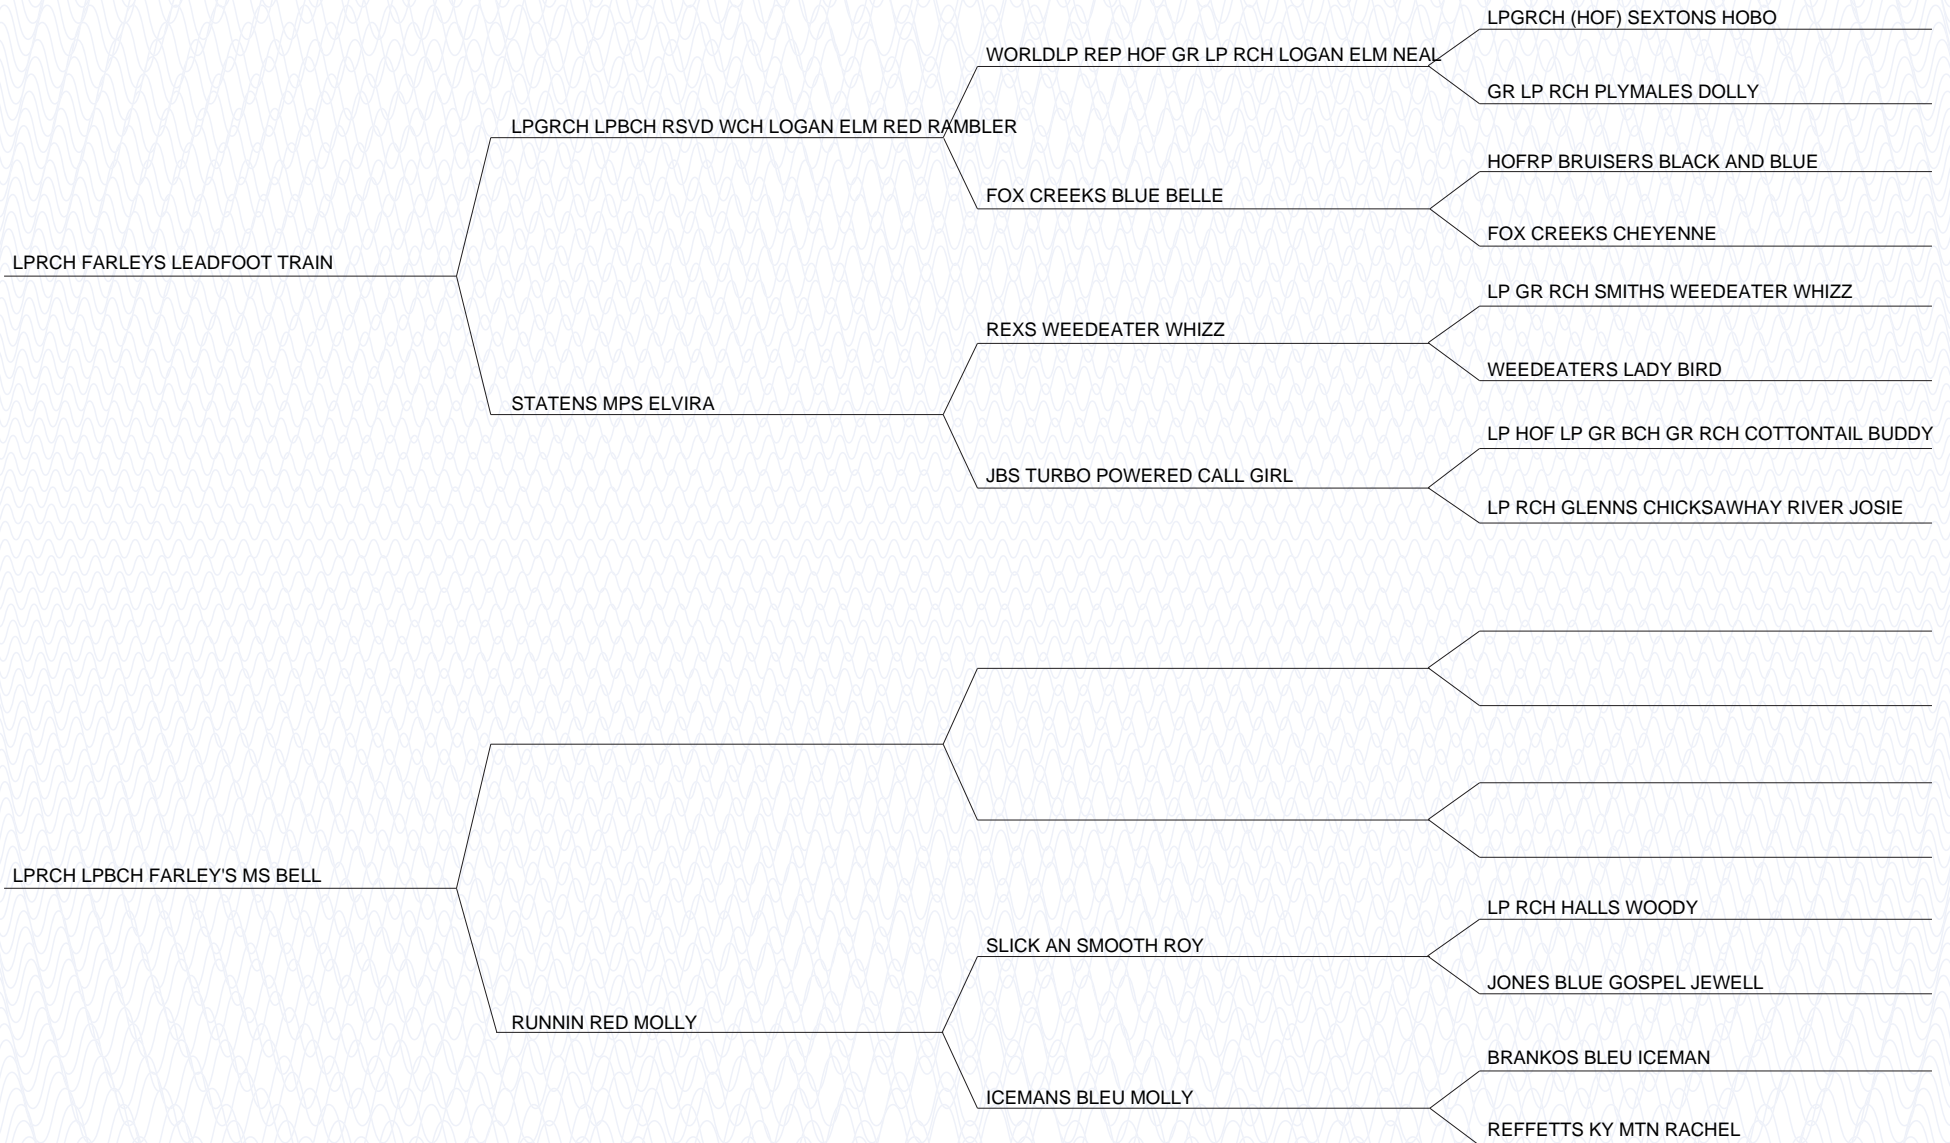 LPGRCH (HOF) SEXTONS HOBO
WORLDLP REP HOF GR LP RCH LOGAN ELM NEAL
GR LP RCH PLYMALES DOLLY
LPGRCH LPBCH RSVD WCH LOGAN ELM RED RAMBLER
HOFRP BRUISERS BLACK AND BLUE
FOX CREEKS BLUE BELLE
FOX CREEKS CHEYENNE
LPRCH FARLEYS LEADFOOT TRAIN
LP GR RCH SMITHS WEEDEATER WHIZZ
REXS WEEDEATER WHIZZ
WEEDEATERS LADY BIRD
STATENS MPS ELVIRA
LP HOF LP GR BCH GR RCH COTTONTAIL BUDDY
JBS TURBO POWERED CALL GIRL
LP RCH GLENNS CHICKSAWHAY RIVER JOSIE
LPRCH LPBCH FARLEY'S MS BELL
LP RCH HALLS WOODY
SLICK AN SMOOTH ROY
JONES BLUE GOSPEL JEWELL
RUNNIN RED MOLLY
BRANKOS BLEU ICEMAN
ICEMANS BLEU MOLLY
REFFETTS KY MTN RACHEL